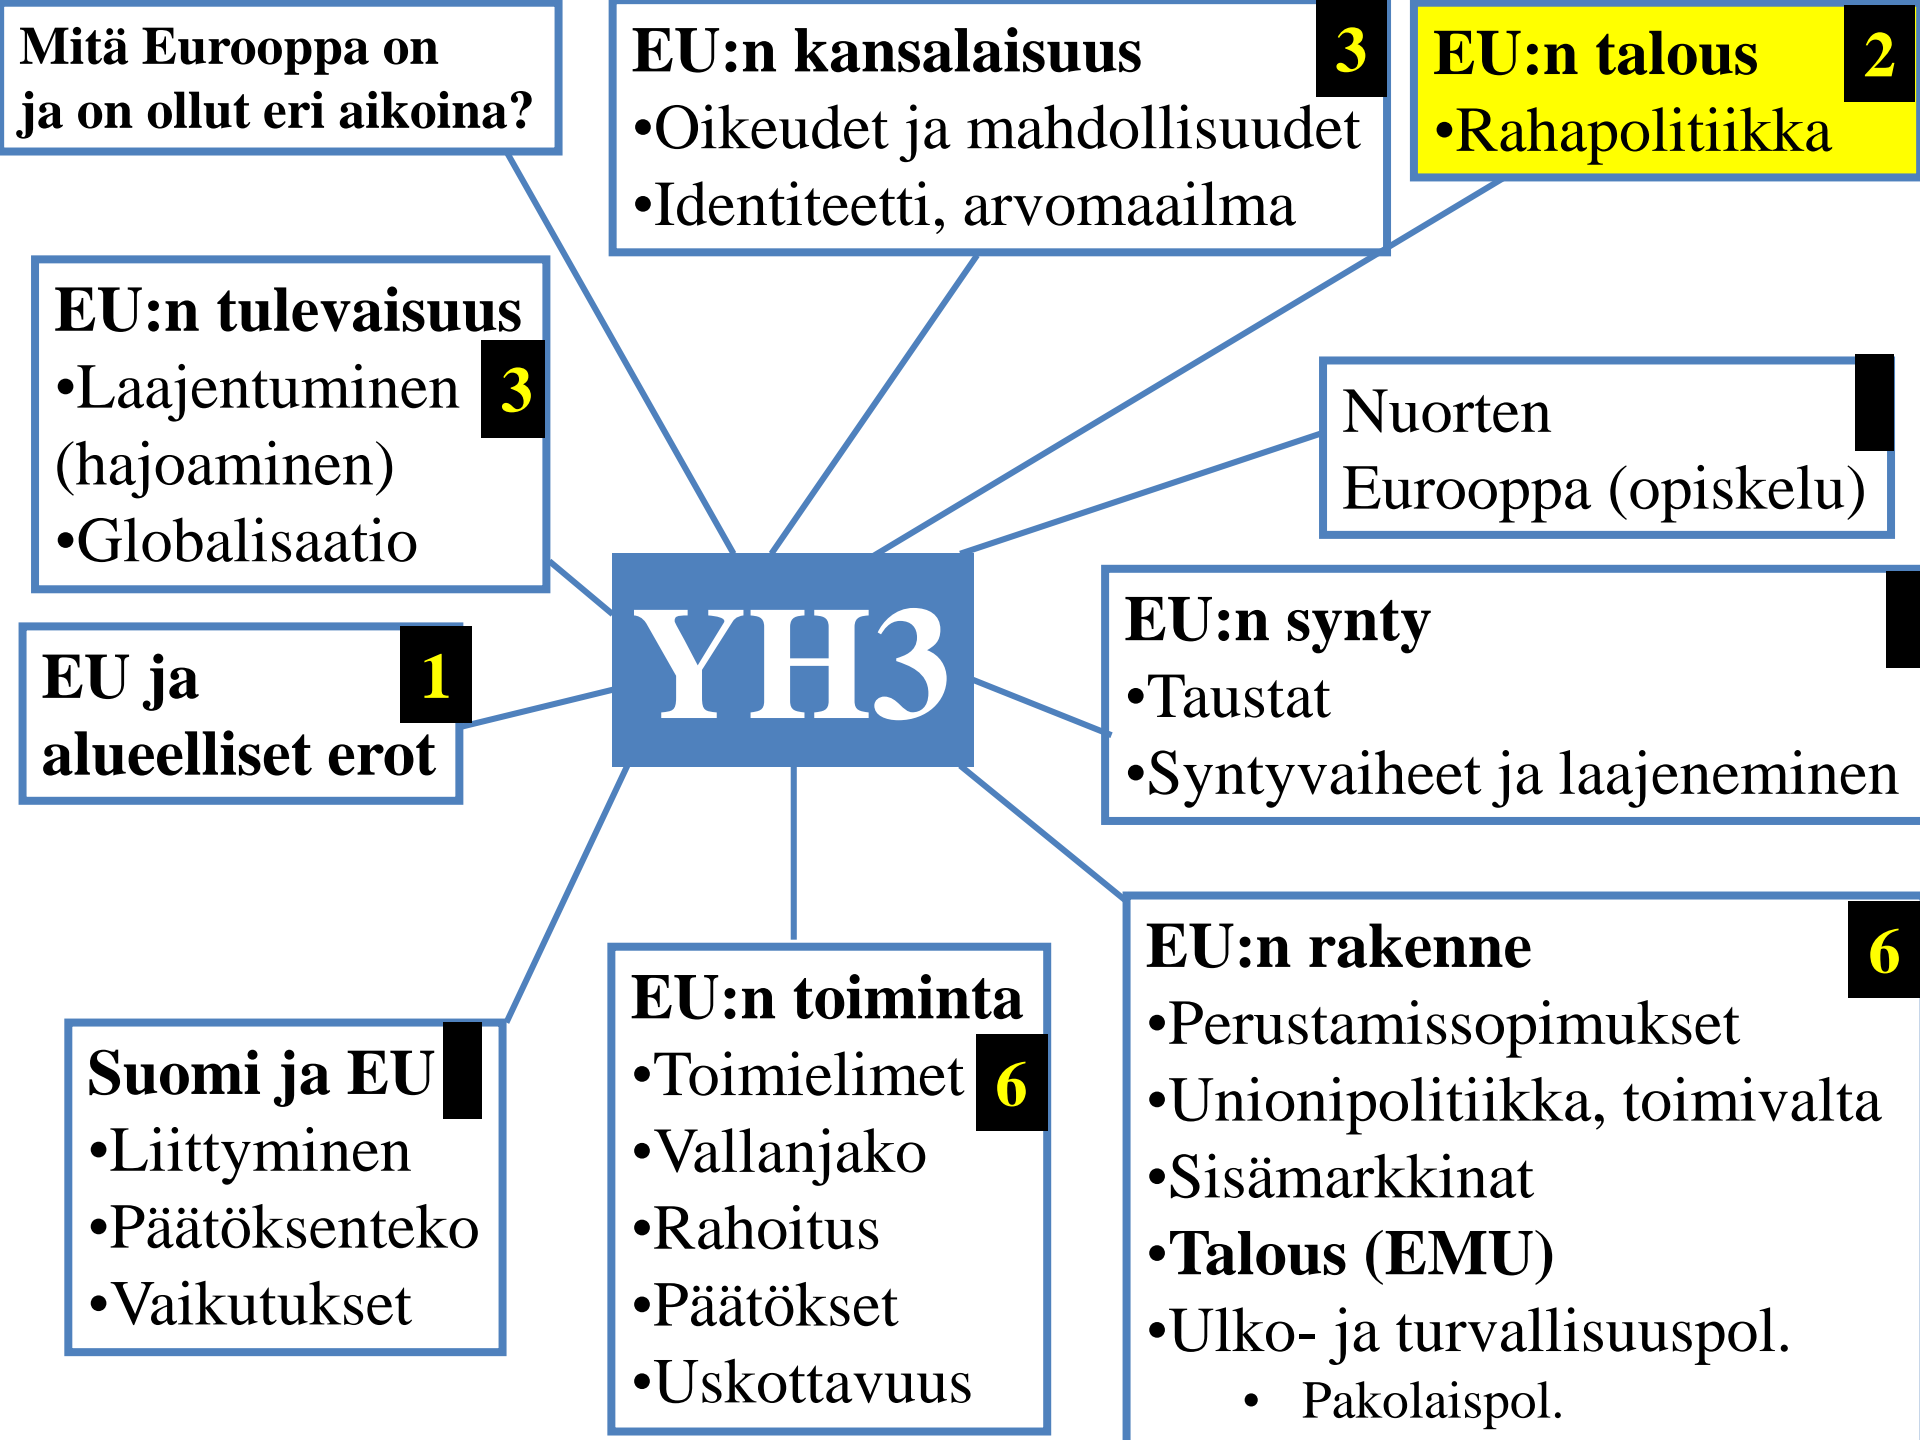 Mitä Eurooppa on
ja on ollut eri aikoina?
EU:n kansalaisuus
3
•Oikeudet ja mahdollisuudet
•Identiteetti, arvomaailma
EU:n talous
2
•Rahapolitiikka
EU:n tulevaisuus
•Laajentuminen
3
(hajoaminen)
•Globalisaatio
Nuorten
Eurooppa (opiskelu)
YH3
EU:n synty
•Taustat
•Syntyvaiheet ja laajeneminen
EU ja
1
alueelliset erot
Suomi ja EU
•Liittyminen
•Päätöksenteko
•Vaikutukset
EU:n toiminta
•Toimielimet
6
•Vallanjako
•Rahoitus
•Päätökset
•Uskottavuus
EU:n rakenne
6
•Perustamissopimukset
•Unionipolitiikka, toimivalta
•Sisämarkkinat
•Talous (EMU)
•Ulko- ja turvallisuuspol.
• Pakolaispol.